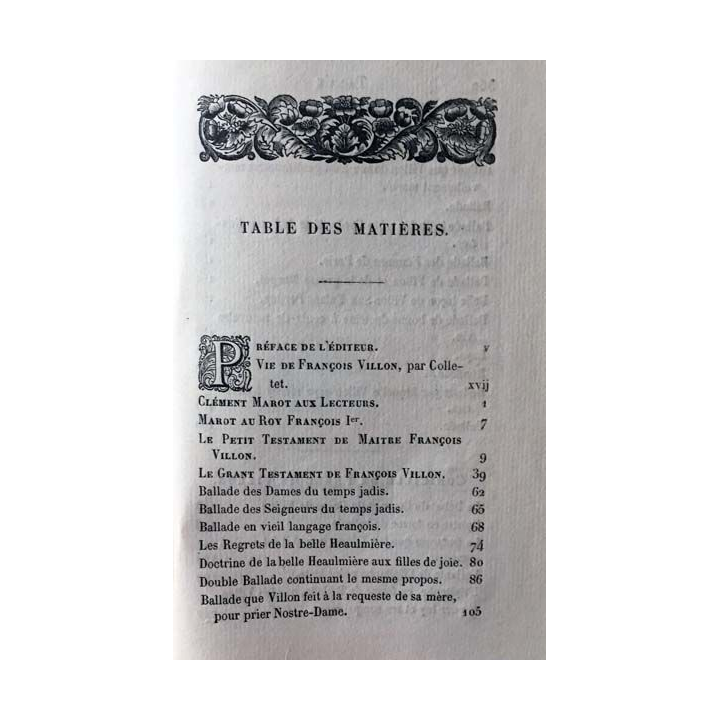 TABLE DES MATIÈRES.
PRÉFACE DE L'ÉDITEUR. v
VIE DE FRANÇOIS VILLON, par Colle-
tet. xvij
CLÉMENT MAROT AUX LECTEURS. 1
MAROT AU ROY FRANÇOIS Ier. 7
LE PETIT TESTAMENT DE MAITRE FRANÇOIS
VILLON. 9
LE GRANT TESTAMENT DE FRANÇOIS VILLON. 39
Ballade des Dames du temps jadis. 62
Ballade des Seigneurs du temps jadis. 65
Ballade en vieil langage françois. 68
Les Regrets de la belle Heaulmière. 74
Doctrine de la belle Heaulmière aux filles de joie. 80
Double Ballade continuant le mesme propos. 86
Ballade que Villon feit à la requeste de sa mère,
pour prier Nostre-Dame. 105